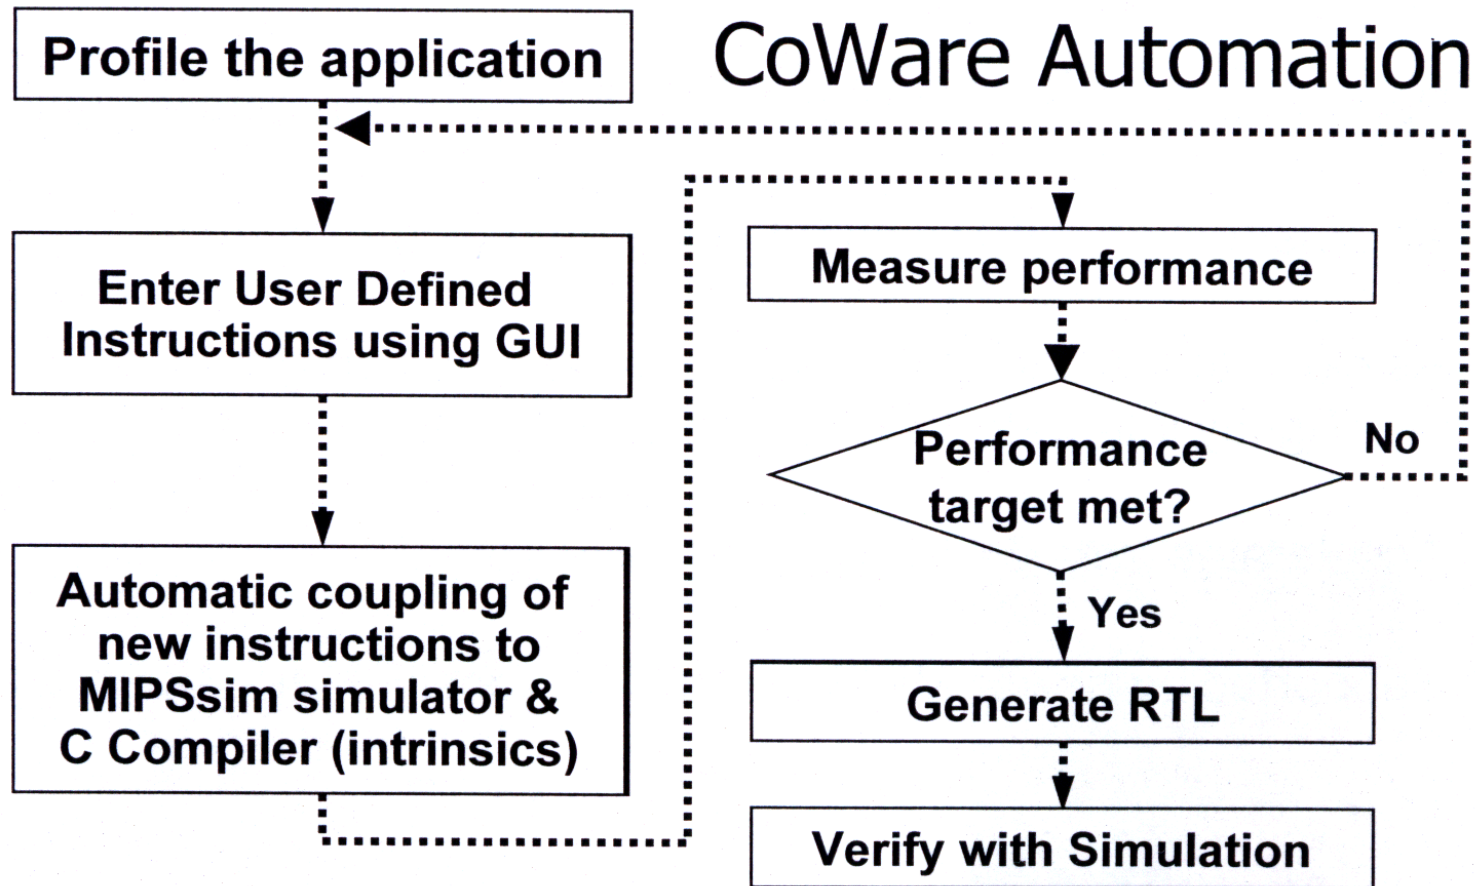 CoWare Automation
Profile the application
Enter User Defined
Instructions using GUI
Automatic coupling of
new instructions to
MIPSsim simulator &
C Compiler (intrinsics)
Measure performance
Performance
target met?
No
Yes
Generate RTL
Verify with Simulation